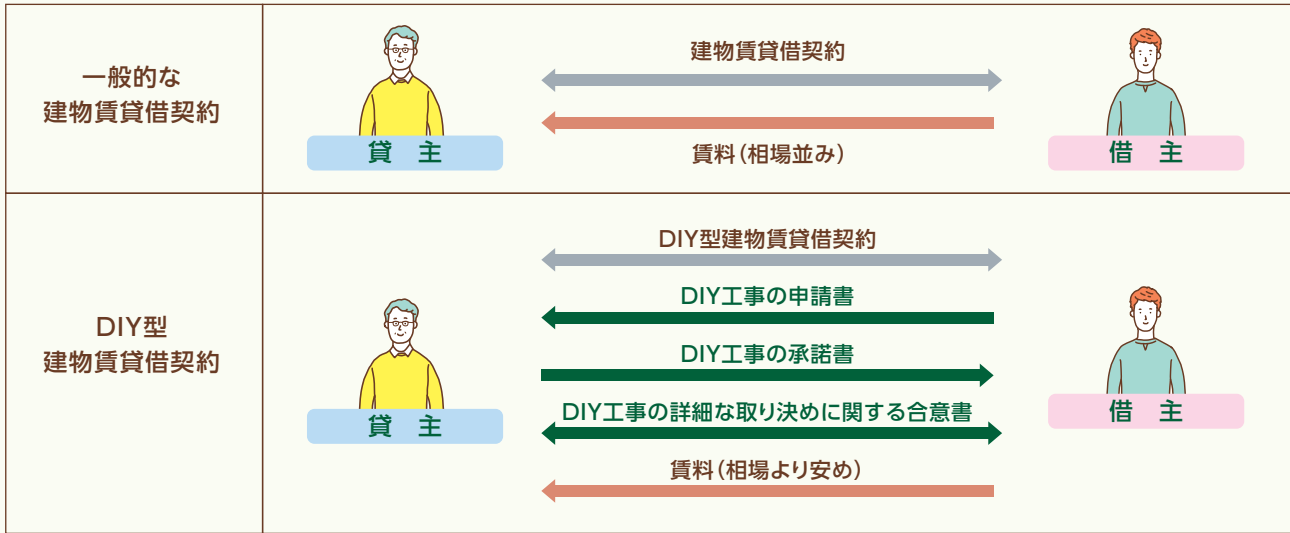 一般的な
建物賃貸借契約
建物賃貸借契約
賃料（相場並み）
貸　主
借　主
DIY型
建物賃貸借契約
DIY型建物賃貸借契約
DIY工事の申請書
DIY工事の承諾書
DIY工事の詳細な取り決めに関する合意書
賃料（相場より安め）
貸　主
借　主